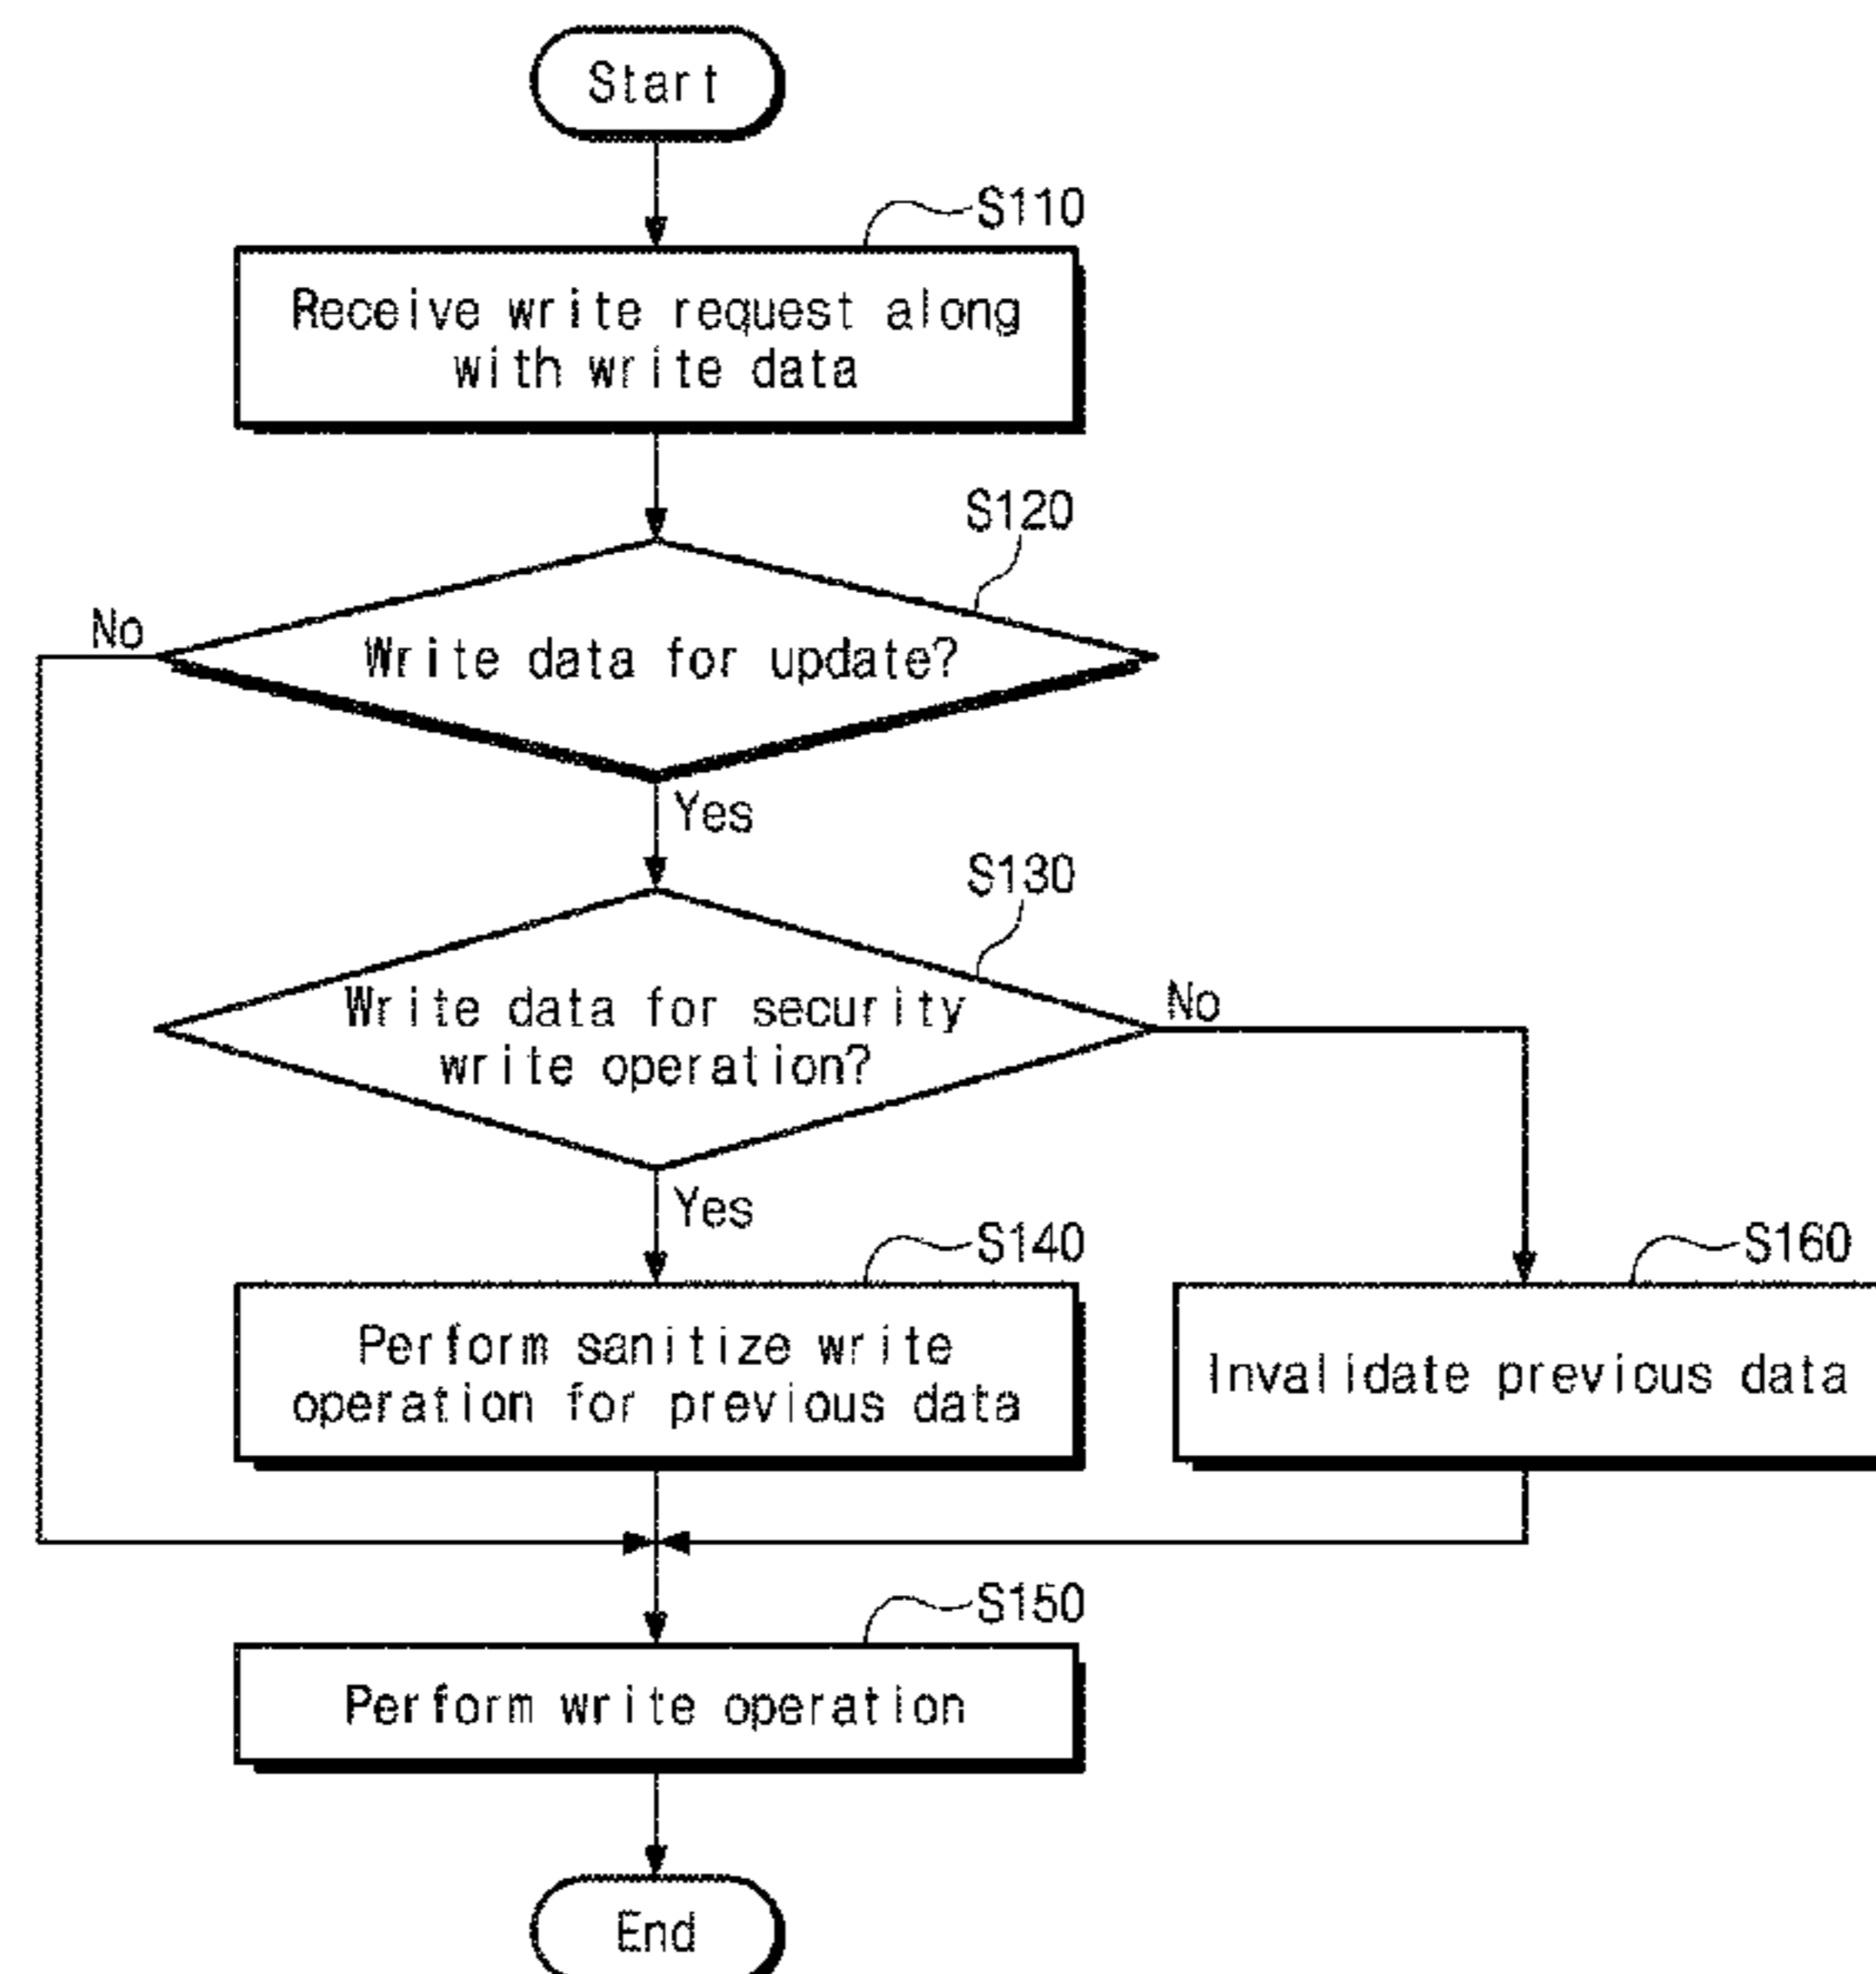 Start
S110
Receive write request along
with write data
S120
No
Write data for update?
Yes
S130
Write data for security
write operation?
No
Yes
S140
S160
Perform sanitize write
operation for previous data
Invalidate previous data
S150
Perform write operation
End